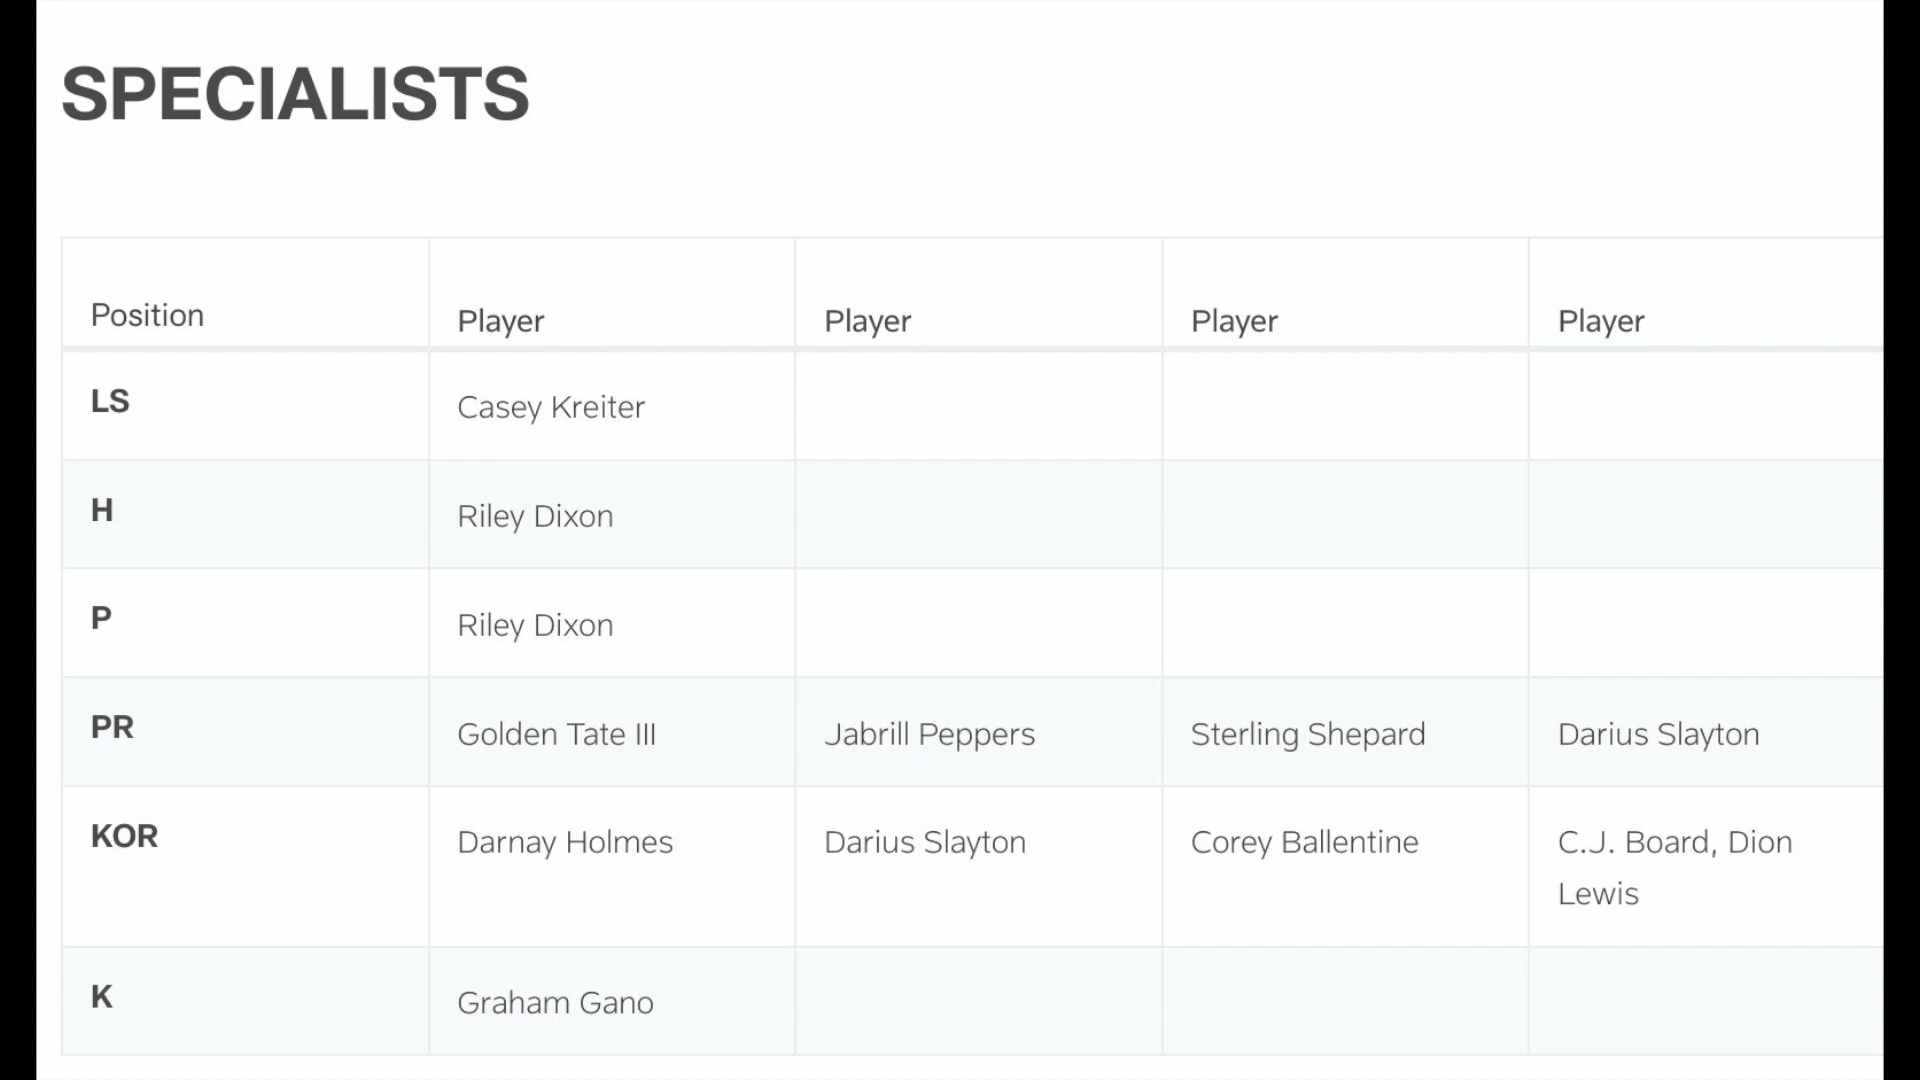 SPECIALISTS
Position Player Player Player Player
LS Casey Kreiter
H Riley Dixon
P Riley Dixon
PR Golden Tate III Jabrill Peppers Sterling Shepard Darius Slayton
KOR Darnay Holmes Darius Slayton Corey Ballentine C.J. Board, Dion
Lewis
K Graham Gano